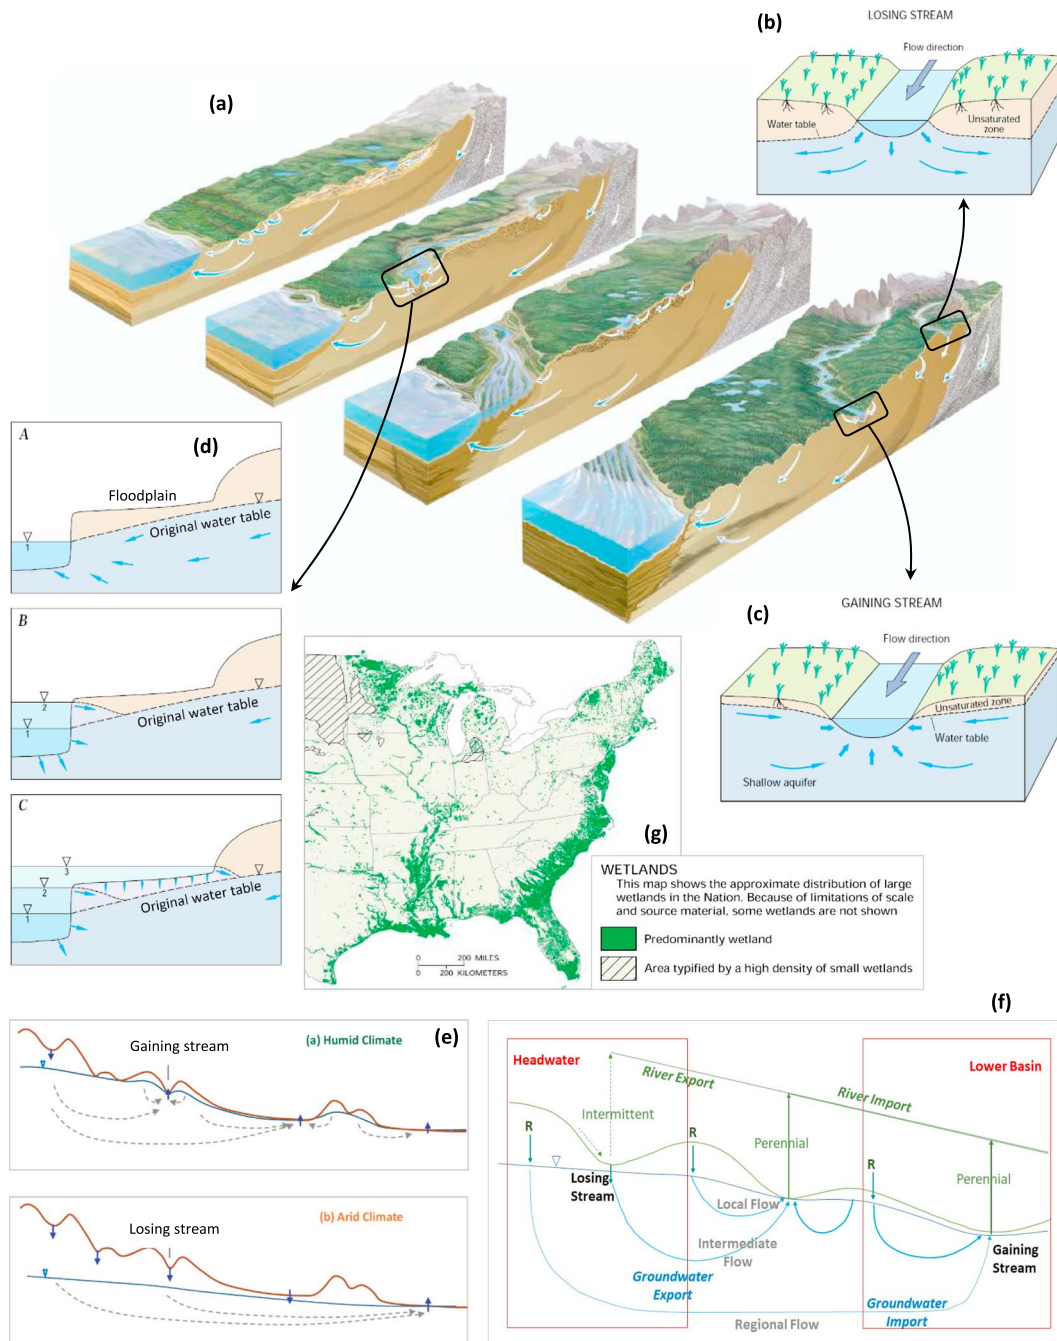 (a)
(b)
LOSING STREAM
Flow direction
Water table
Unsaturated
zone
(c)
GAINING STREAM
Flow direction
Unsaturated zone
Water table
Shallow aquifer
(d)
A
Floodplain
Original water table
1
B
2
1
Original water table
C
3
2
1
Original water table
(g)
WETLANDS
This map shows the approximate distribution of large
wetlands in the Nation. Because of limitations of scale
and source material, some wetlands are not shown
Predominantly wetland
Area typified by a high density of small wetlands
0 200 MILES
0 200 KILOMETERS
(e)
(a) Humid Climate
Gaining stream
(b) Arid Climate
Losing stream
(f)
Headwater
Lower Basin
River Export
River Import
Intermittent
Perennial
Perennial
R
R
R
Losing
Stream
Local Flow
Intermediate
Flow
Groundwater
Export
Gaining
Stream
Groundwater
Import
Regional Flow